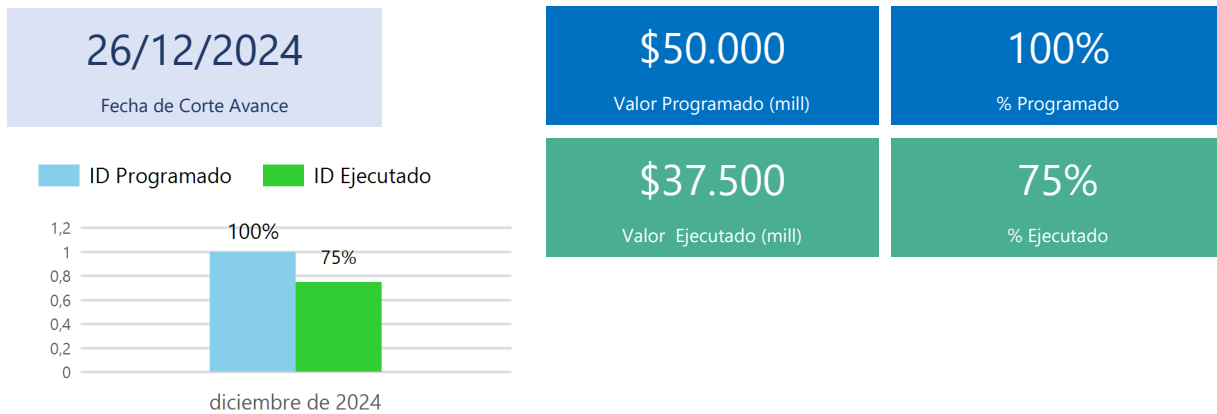 26/12/2024
Fecha de Corte Avance
$50.000
Valor Programado (mill)
100%
% Programado
$37.500
Valor Ejecutado (mill)
75%
% Ejecutado
ID Programado
ID Ejecutado
1,2
1
0,8
0,6
0,4
0,2
0
100%
75%
diciembre de 2024